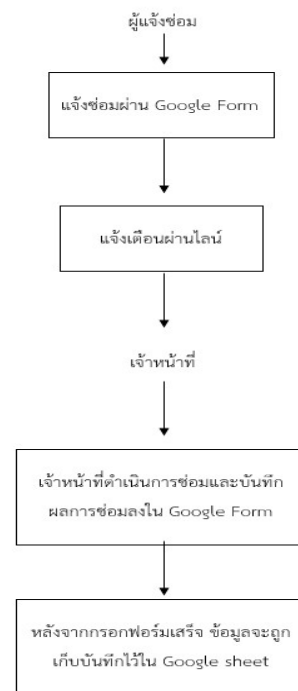 ผู้แจ้งซ่อม
แจ้งซ่อมผ่าน Google Form
แจ้งเตือนผ่านไลน์
เจ้าหน้าที่
เจ้าหน้าที่ดำเนินการซ่อมและบันทึก
ผลการซ่อมลงใน Google Form
หลังจากกรอกฟอร์มเสร็จ ข้อมูลจะถูก
เก็บบันทึกไว้ใน Google sheet